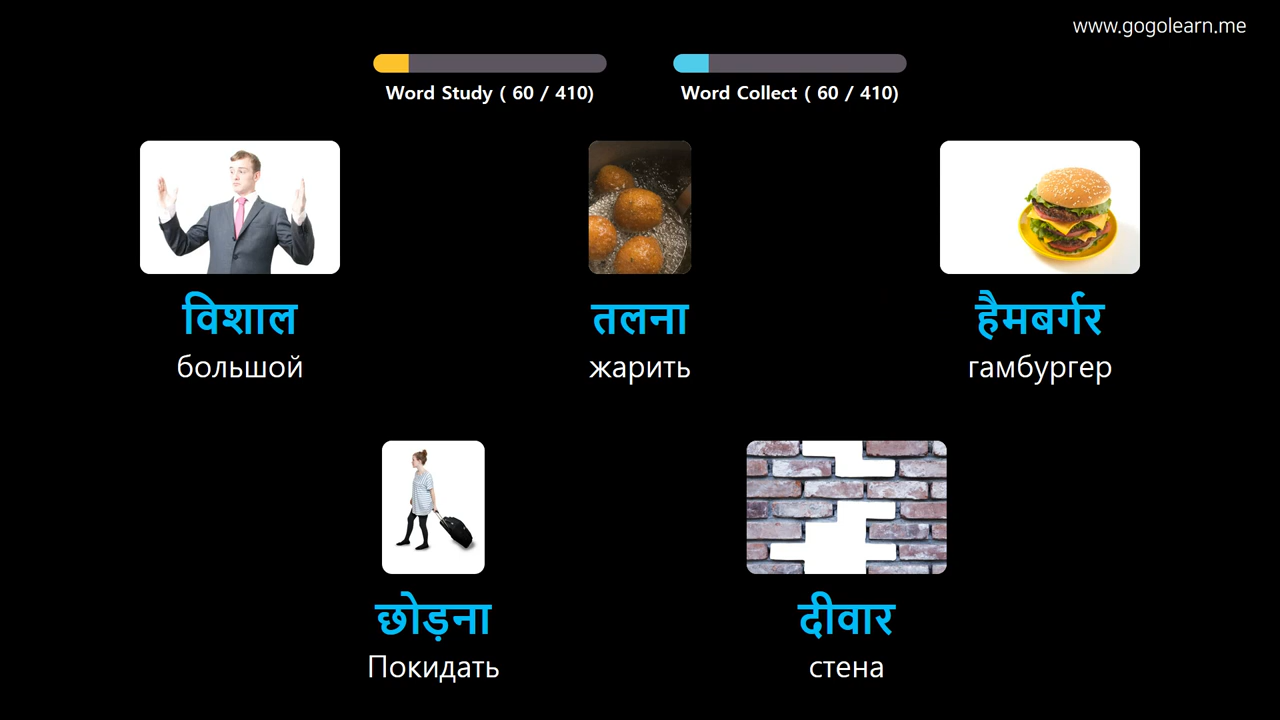 www.gogolearn.me
Word Study ( 60 / 410)
Word Collect ( 60 / 410)
विशाल
большой
तलना
жарить
हैमबर्गर
гамбургер
छोड़ना
Покидать
दीवार
стена